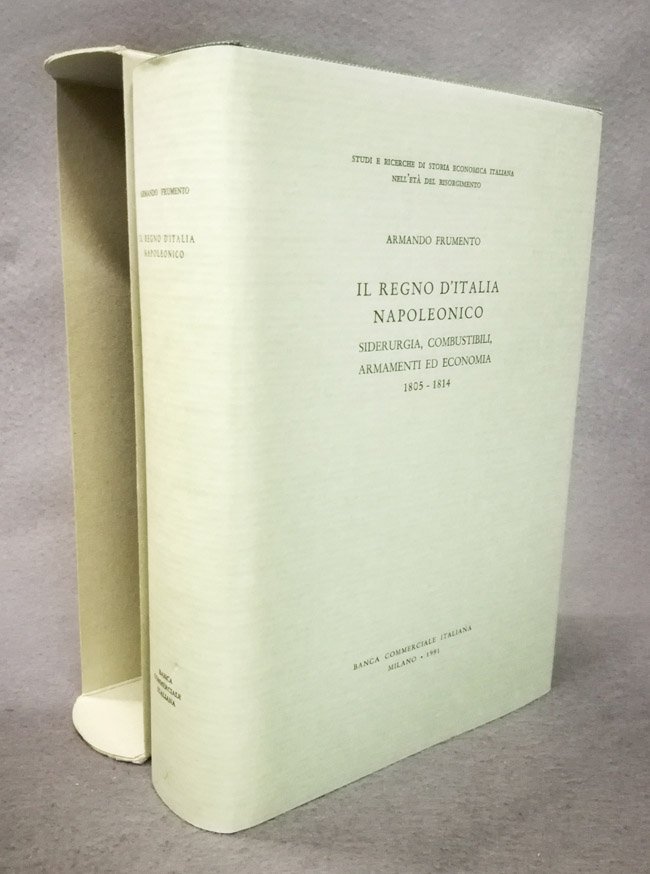 ARMANDO FRUMENTO
IL REGNO D'ITALIA
NAPOLEONICO
BANCA
COMMERCIALE
ITALIANA
STUDI E RICERCHE DI STORIA ECONOMICA ITALIANA
NELL'ETÀ DEL RISORGIMENTO
ARMANDO FRUMENTO
IL REGNO D'ITALIA
NAPOLEONICO
SIDERURGIA, COMBUSTIBILI,
ARMAMENTI ED ECONOMIA
1805 - 1814
BANCA COMMERCIALE ITALIANA
MILANO • 1991